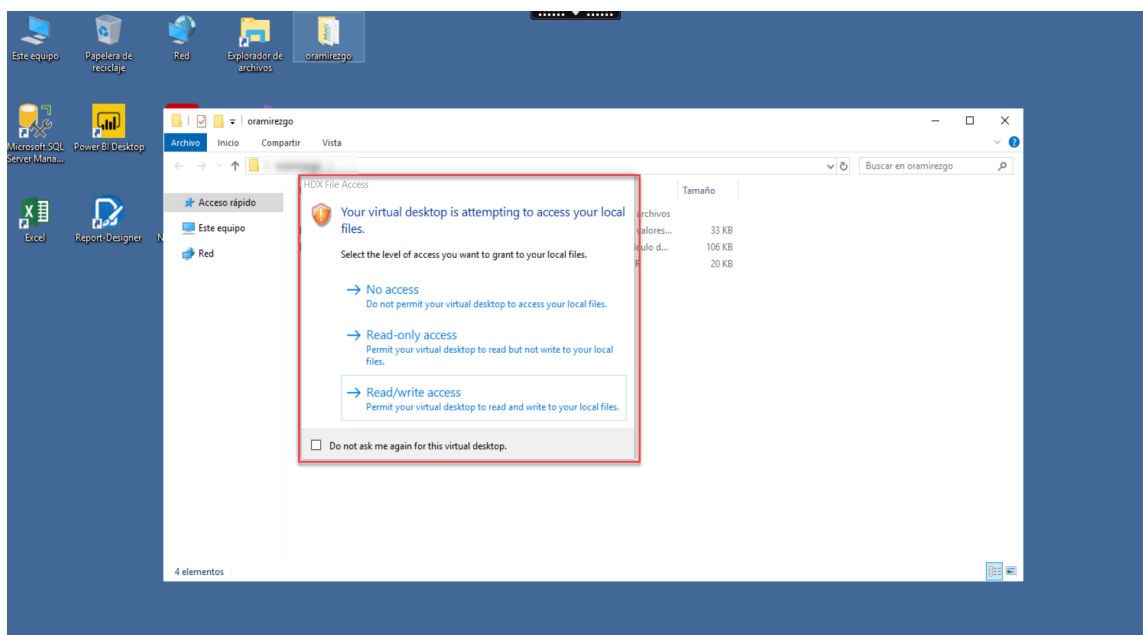 Este equipo
Papelera de
reciclaje
Red
Explorador de
archivos
oramirezgo
Microsoft SQL
Server Mana...
Power BI Desktop
Excel
Report-Designer
oramirezgo
Archivo Inicio Compartir Vista
Buscar en oramirezgo
Acceso rápido
Este equipo
Red
Tamaño
archivos
valores... 33 KB
culo d... 106 KB
20 KB
HDX File Access
Your virtual desktop is attempting to access your local
files.
Select the level of access you want to grant to your local files.
No access
Do not permit your virtual desktop to access your local files.
Read-only access
Permit your virtual desktop to read but not write to your local
files.
Read/write access
Permit your virtual desktop to read and write to your local files.
Do not ask me again for this virtual desktop.
4 elementos